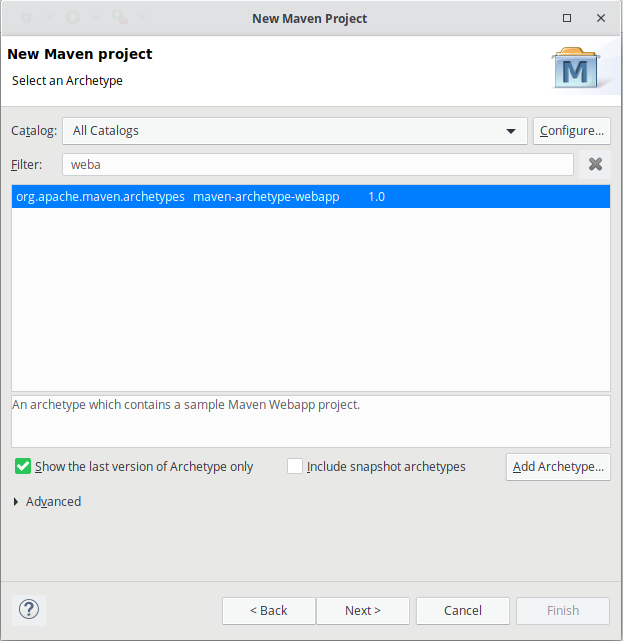 New Maven Project
New Maven project
Select an Archetype
M
Catalog: All Catalogs Configure...
Filter: weba
org.apache.maven.archetypes maven-archetype-webapp 1.0
An archetype which contains a sample Maven Webapp project.
Show the last version of Archetype only Include snapshot archetypes Add Archetype...
Advanced
? < Back Next > Cancel Finish